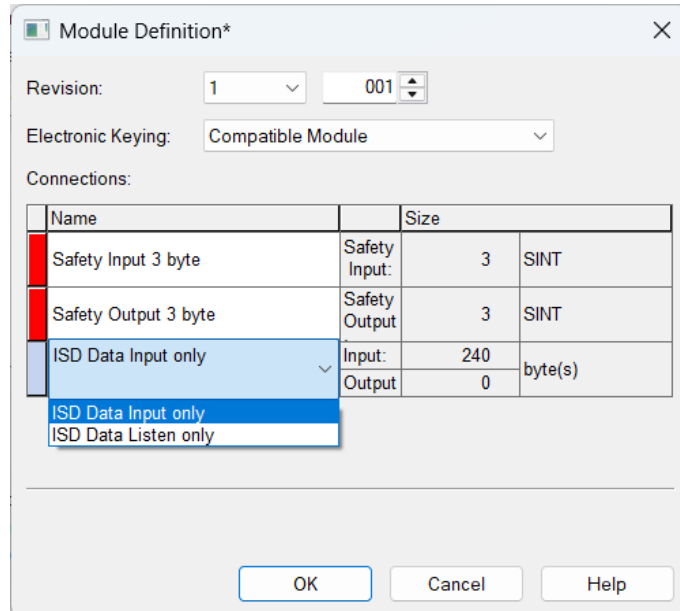 Module Definition*
Revision: 1 001
Electronic Keying: Compatible Module
Connections:
Name Size
Safety Input 3 byte Safety Input: 3 SINT
Safety Output 3 byte Safety Output 3 SINT
ISD Data Input only Input: 240 byte(s)
Output 0
ISD Data Input only
ISD Data Listen only
OK Cancel Help